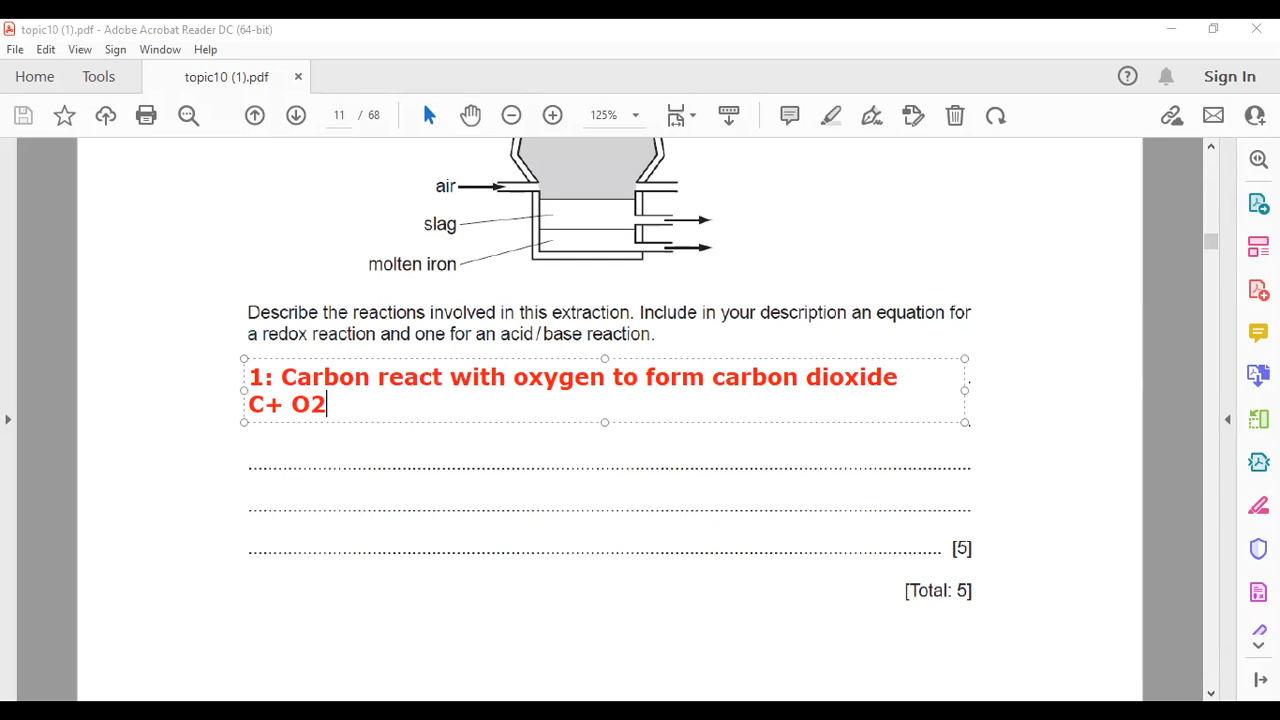 topic10 (1).pdf - Adobe Acrobat Reader DC (64-bit)
File Edit View Sign Window Help
Home Tools topic10 (1).pdf × Sign In
11 / 68 125%
air
slag
molten iron
Describe the reactions involved in this extraction. Include in your description an equation for
a redox reaction and one for an acid/base reaction.
1: Carbon react with oxygen to form carbon dioxide
C+ O2
[5]
[Total: 5]